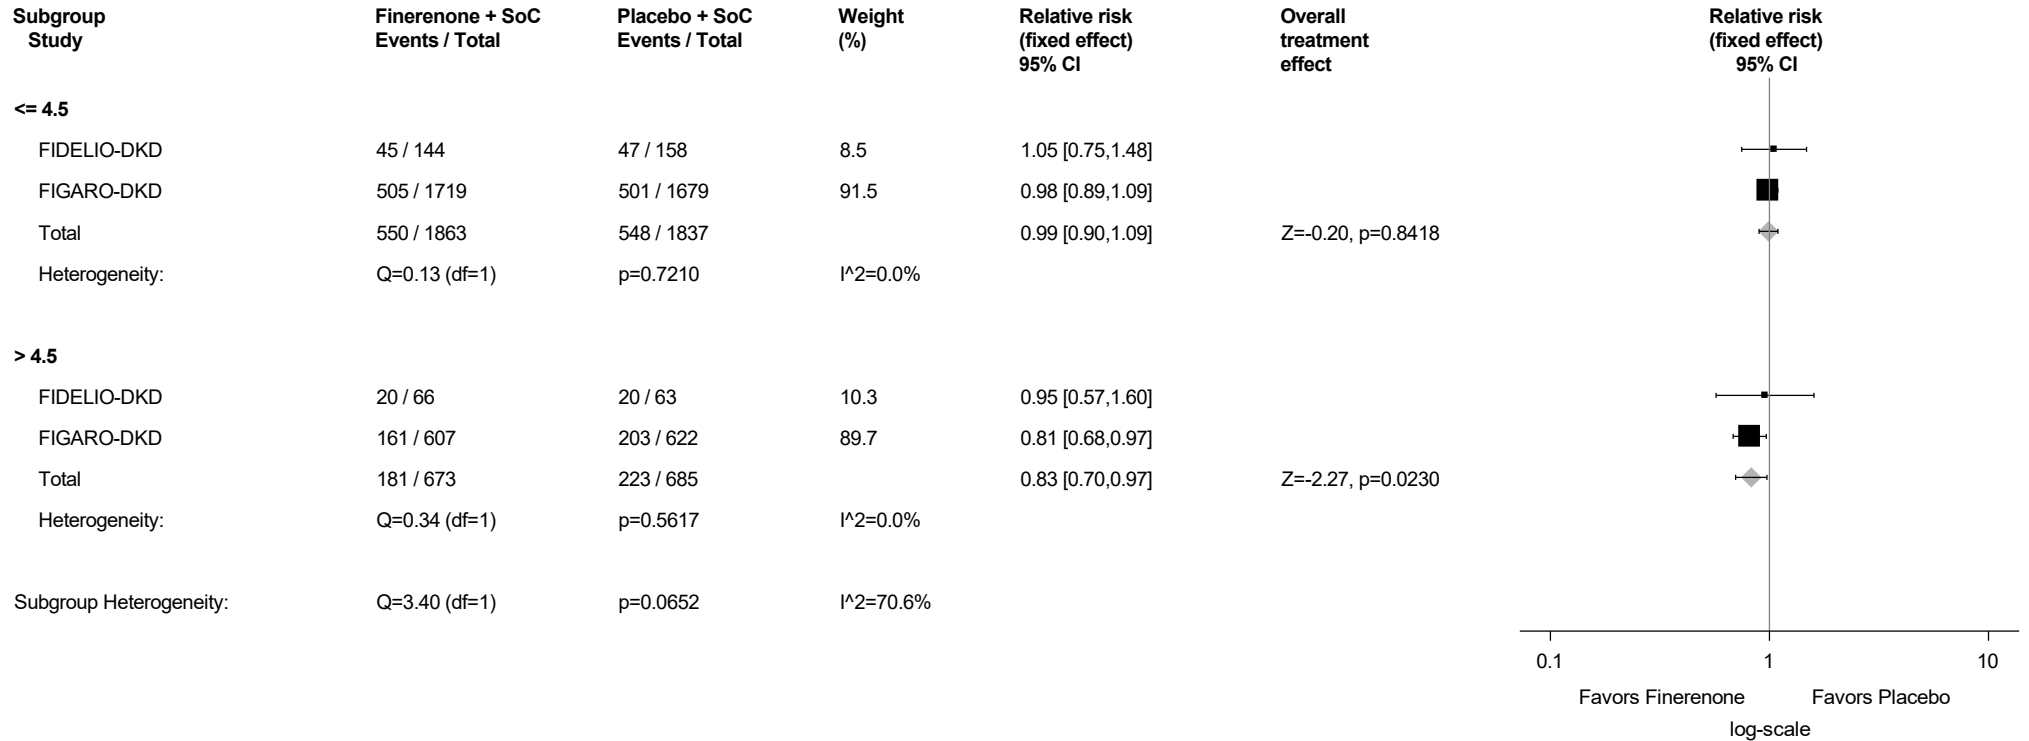 Subgroup Finerenone + SoC Placebo + SoC Weight Relative risk Overall Relative risk
Study Events / Total Events / Total (%) (fixed effect) treatment (fixed effect)
95% CI effect 95% CI
<= 4.5
FIDELIO-DKD 45 / 144 47 / 158 8.5 1.05 [0.75,1.48]
FIGARO-DKD 505 / 1719 501 / 1679 91.5 0.98 [0.89,1.09]
Total 550 / 1863 548 / 1837 0.99 [0.90,1.09] Z=-0.20, p=0.8418
Heterogeneity: Q=0.13 (df=1) p=0.7210 I^2=0.0%
> 4.5
FIDELIO-DKD 20 / 66 20 / 63 10.3 0.95 [0.57,1.60]
FIGARO-DKD 161 / 607 203 / 622 89.7 0.81 [0.68,0.97]
Total 181 / 673 223 / 685 0.83 [0.70,0.97] Z=-2.27, p=0.0230
Heterogeneity: Q=0.34 (df=1) p=0.5617 I^2=0.0%
Subgroup Heterogeneity: Q=3.40 (df=1) p=0.0652 I^2=70.6%
0.1 1 10
Favors Finerenone Favors Placebo
log-scale